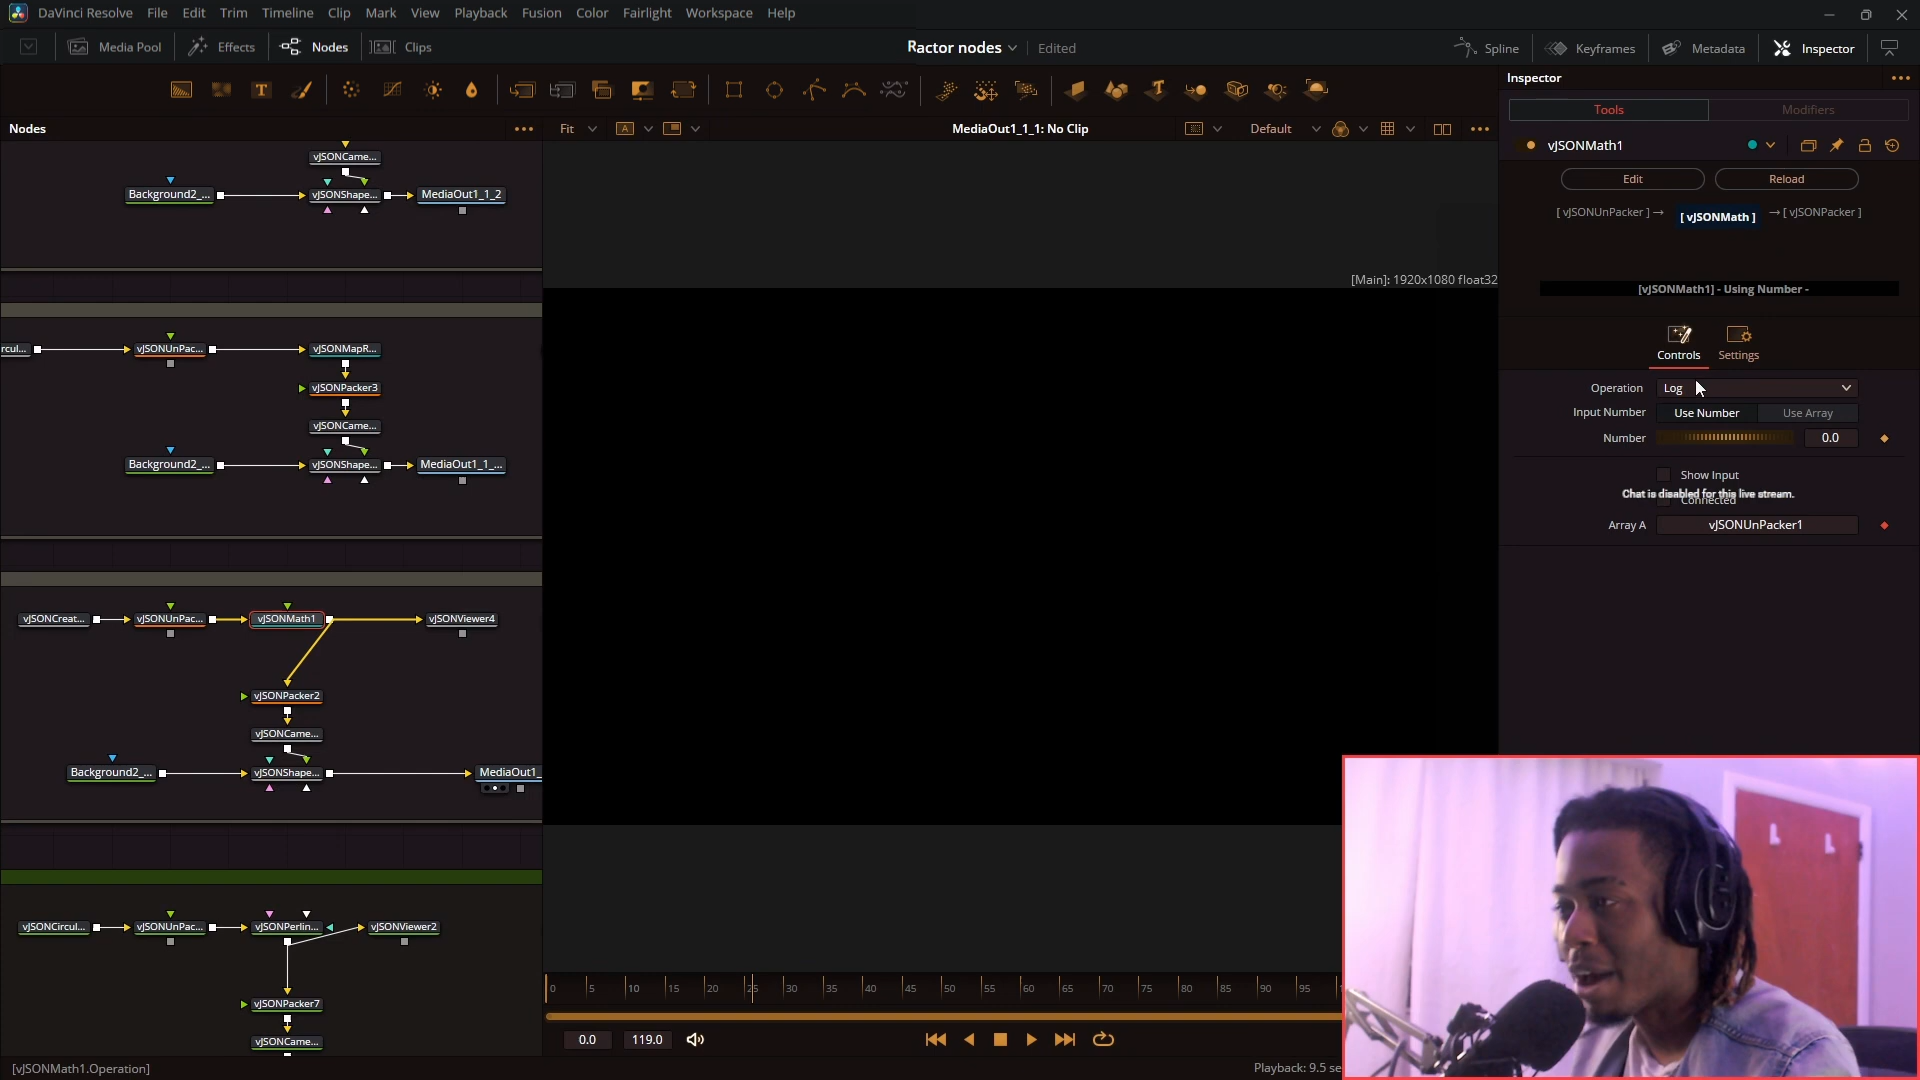 DaVinci Resolve File Edit Trim Timeline Clip Mark View Playback Fusion Color Fairlight Workspace Help
Media Pool Effects Nodes Clips Ractor nodes Edited Spline Keyframes Metadata Inspector
Inspector
Tools Modifiers
Nodes Fit A MediaOut1_1_1: No Clip Default
vJSONMath1
Edit Reload
[ vJSONUnPacker ] → [ vJSONMath ] → [ vJSONPacker ]
[Main]: 1920x1080 float32
[vJSONMath1] - Using Number -
Controls Settings
Operation Log
Input Number Use Number Use Array
Number 0.0
Show Input
Chat is disabled for this live stream.
Connected
Array A vJSONUnPacker1
vJSONCame...
Background2_... vJSONShape... MediaOut1_1_2
rcul... vJSONUnPac... vJSONMapR...
vJSONPacker3
vJSONCame...
Background2_... vJSONShape... MediaOut1_1_...
vJSONCreat... vJSONUnPac... vJSONMath1 vJSONViewer4
vJSONPacker2
vJSONCame...
Background2_... vJSONShape... MediaOut1_
vJSONCircul... vJSONUnPac... vJSONPerlin... vJSONViewer2
vJSONPacker7
vJSONCame...
0 5 10 15 20 25 30 35 40 45 50 55 60 65 70 75 80 85 90 95
0.0 119.0
[vJSONMath1.Operation] Playback: 9.5 se